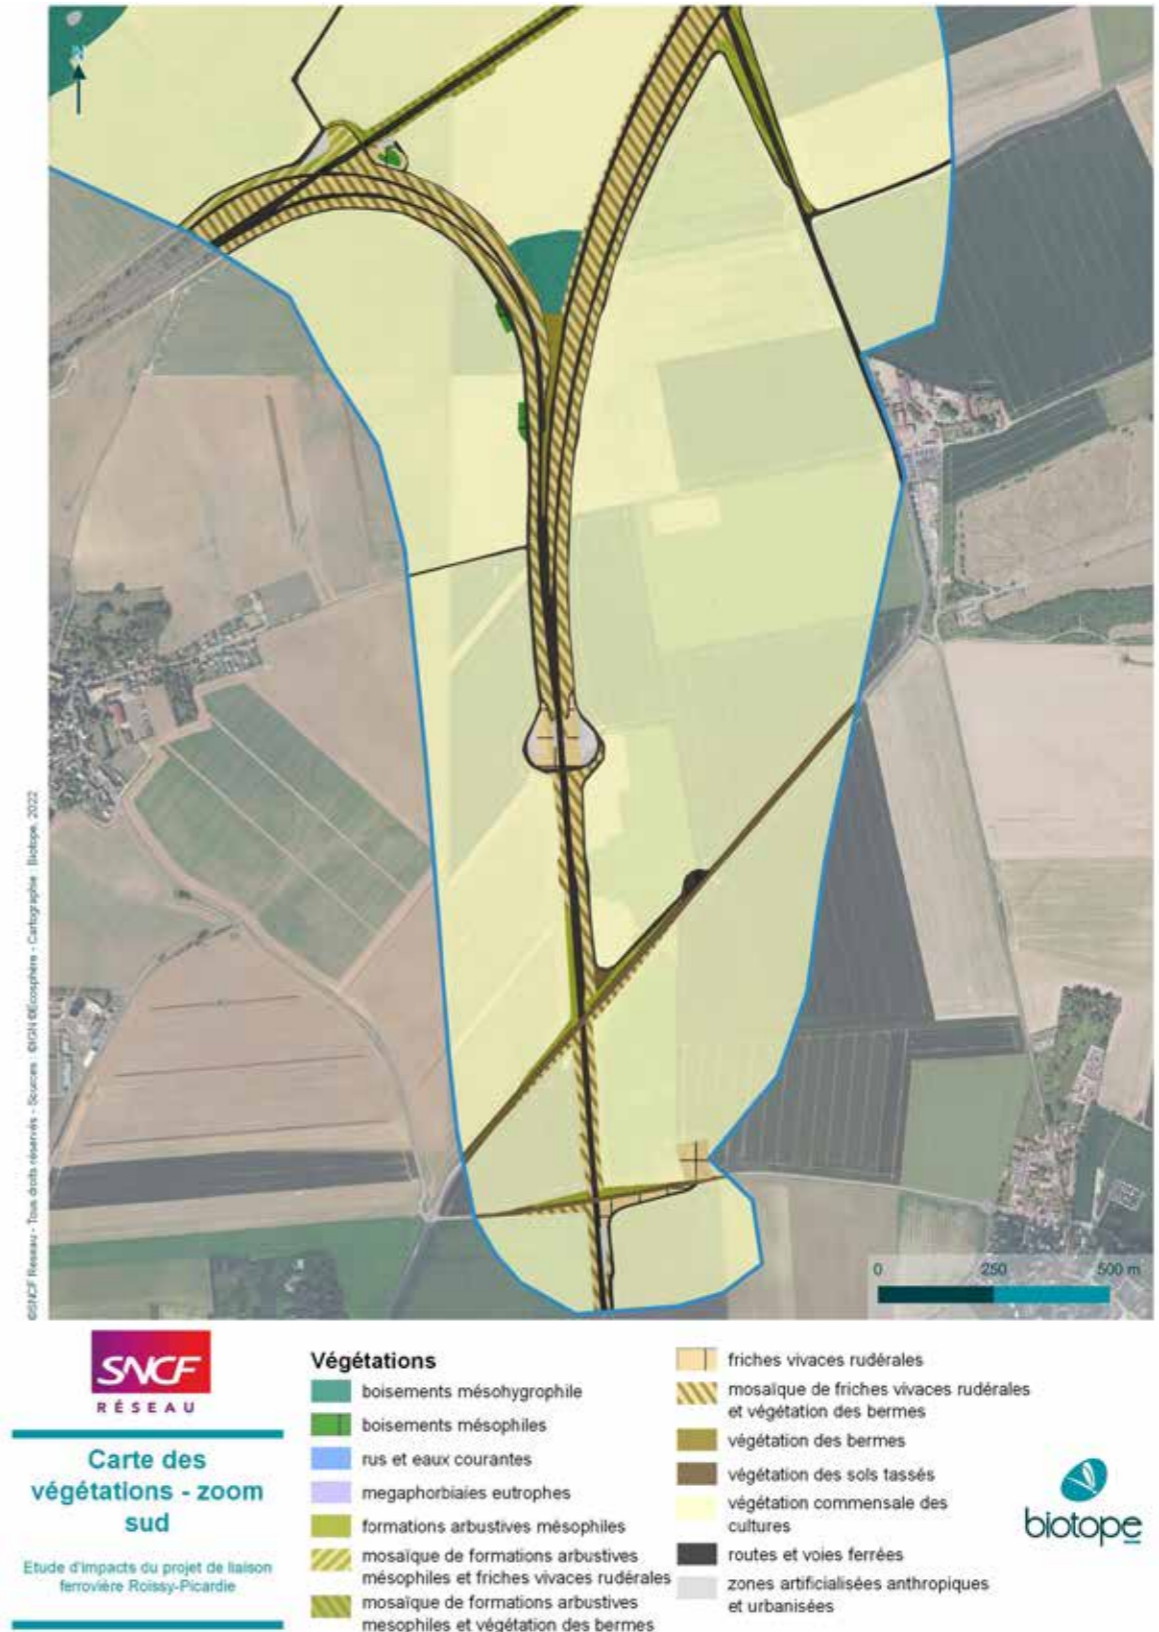 N
©SNCF Reseau - Tous droits réservés - Sources : ©IGN ©Ecosphère - Cartographie : Biotope, 2022
0 250 500 m
SNCF
RÉSEAU
Carte des
végétations - zoom
sud
Etude d'impacts du projet de liaison
ferrovière Roissy-Picardie
Végétations
boisements mésohygrophile
boisements mésophiles
rus et eaux courantes
megaphorbiaies eutrophes
formations arbustives mésophiles
mosaïque de formations arbustives
mésophiles et friches vivaces rudérales
mosaïque de formations arbustives
mesophiles et végétation des bermes
friches vivaces rudérales
mosaïque de friches vivaces rudérales
et végétation des bermes
végétation des bermes
végétation des sols tassés
végétation commensale des
cultures
routes et voies ferrées
zones artificialisées anthropiques
et urbanisées
biotope